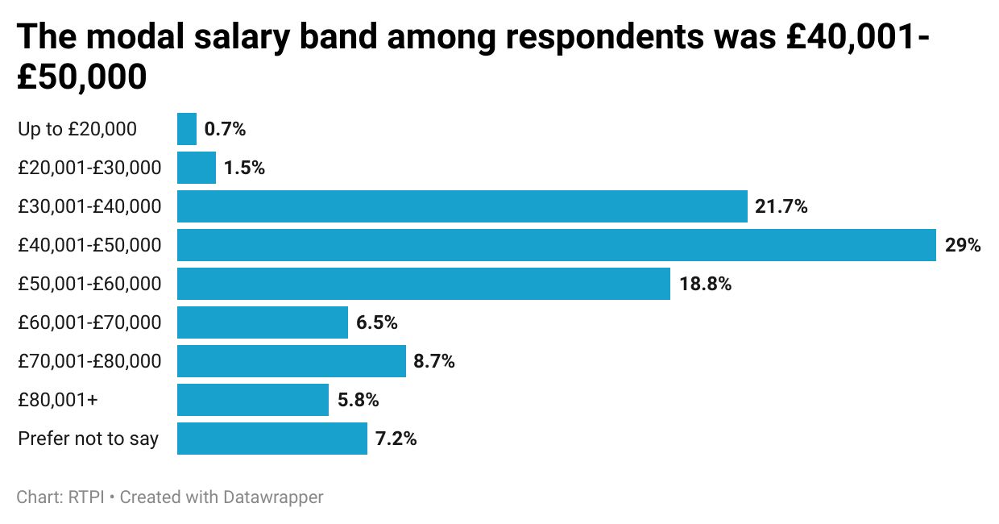 The modal salary band among respondents was £40,001-
£50,000
Up to £20,000 0.7%
£20,001-£30,000 1.5%
£30,001-£40,000 21.7%
£40,001-£50,000 29%
£50,001-£60,000 18.8%
£60,001-£70,000 6.5%
£70,001-£80,000 8.7%
£80,001+ 5.8%
Prefer not to say 7.2%
Chart: RTPI • Created with Datawrapper